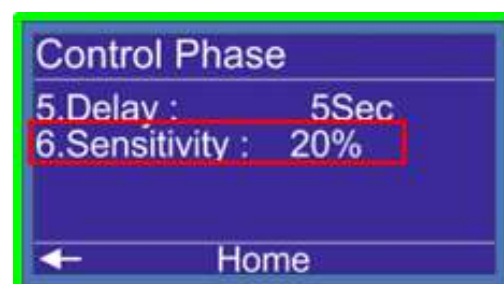 Control Phase
5.Delay : 5Sec
6.Sensitivity : 20%
← Home